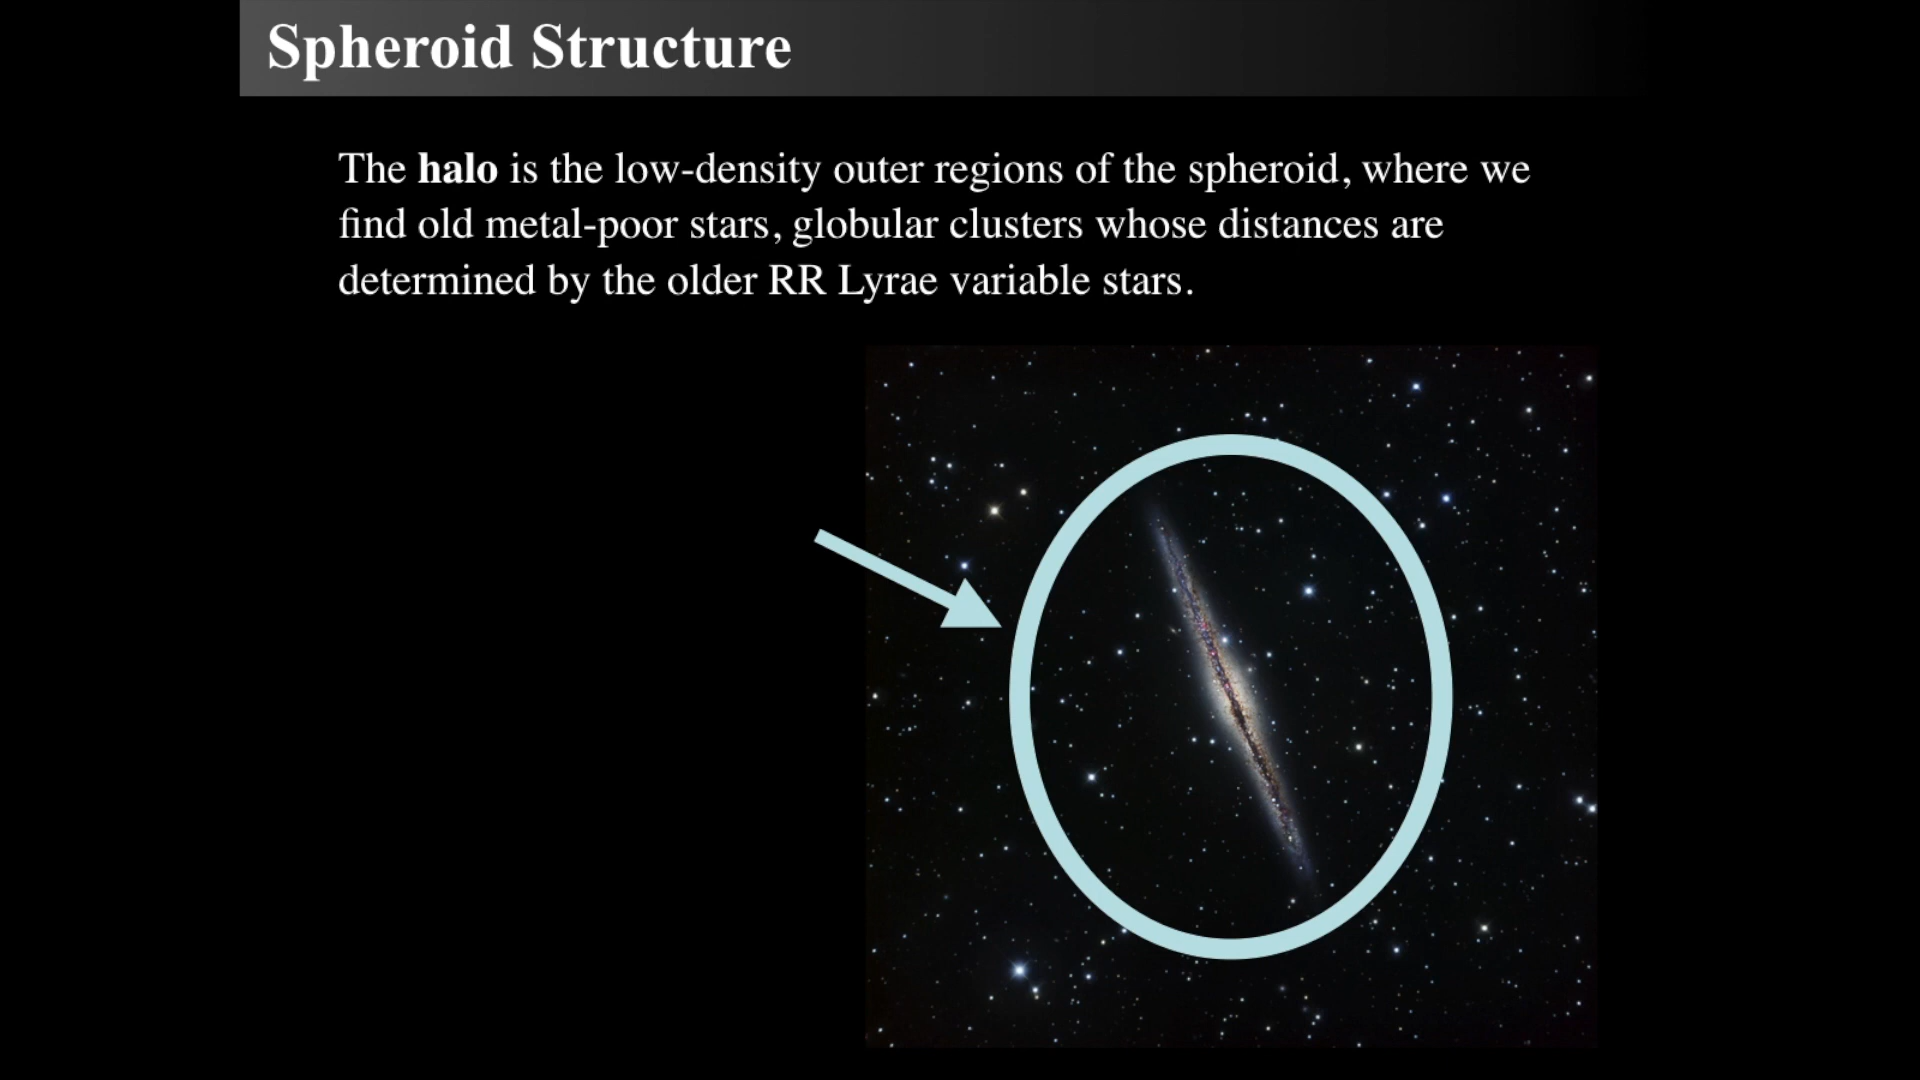 Spheroid Structure
The halo is the low-density outer regions of the spheroid, where we
find old metal-poor stars, globular clusters whose distances are
determined by the older RR Lyrae variable stars.